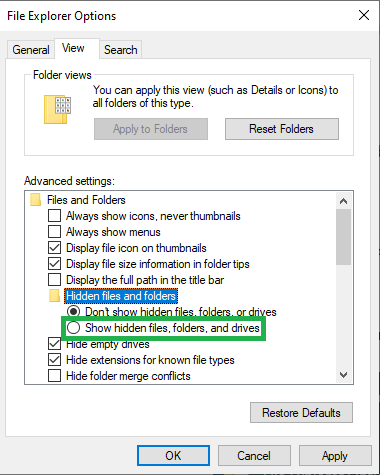 File Explorer Options
General View Search
Folder views
You can apply this view (such as Details or Icons) to
all folders of this type.
Apply to Folders Reset Folders
Advanced settings:
Files and Folders
Always show icons, never thumbnails
Always show menus
Display file icon on thumbnails
Display file size information in folder tips
Display the full path in the title bar
Hidden files and folders
Don't show hidden files, folders, or drives
Show hidden files, folders, and drives
Hide empty drives
Hide extensions for known file types
Hide folder merge conflicts
Restore Defaults
OK Cancel Apply